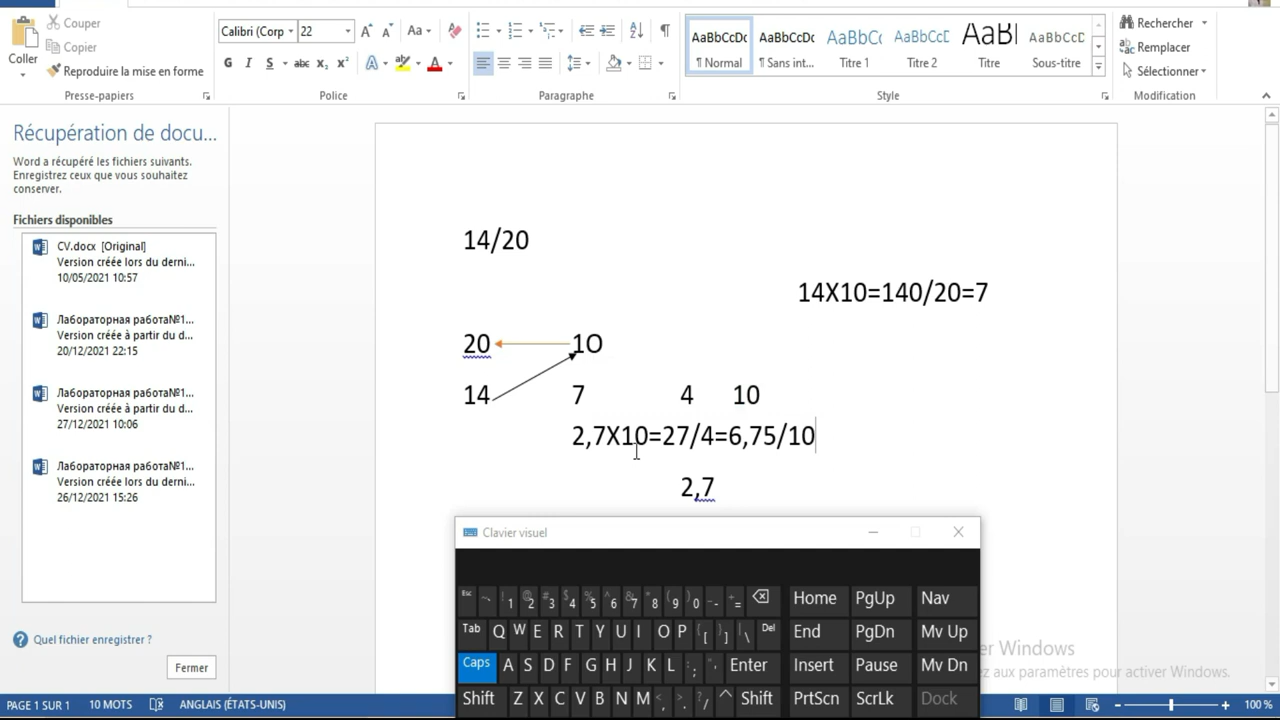 Couper
Copier
Reproduire la mise en forme
Coller
Presse-papiers
Calibri (Corp
22
Aa
G I S abc x₂ x²
A
Police
Paragraphe
AaBbCcDc
¶ Normal
AaBbCcDc
¶ Sans int...
AaBbCc
Titre 1
AaBbCcC
Titre 2
AaBl
Titre
AaBbCcD
Sous-titre
Style
Rechercher
Remplacer
Sélectionner
Modification
Récupération de docu...
Word a récupéré les fichiers suivants.
Enregistrez ceux que vous souhaitez
conserver.
Fichiers disponibles
CV.docx [Original]
Version créée lors du derni...
10/05/2021 10:57
Лабораторная работа№1...
Version créée à partir du d...
20/12/2021 22:15
Лабораторная работа№1...
Version créée à partir du d...
27/12/2021 10:06
Лабораторная работа№1...
Version créée lors du derni...
26/12/2021 15:26
Quel fichier enregistrer ?
Fermer
14/20
14X10=140/20=7
20 1O
14 7 4 10
2,7X10=27/4=6,75/10
2,7
Clavier visuel
Esc ~ ` ! 1 @ 2 # 3 $ 4 % 5 ^ 6 & 7 * 8 ( 9 ) 0 _ - + = Home PgUp Nav
Tab Q W E R T Y U I O P { [ } ] | \ Del End PgDn Mv Up
Caps A S D F G H J K L : ; " ' Enter Insert Pause Mv Dn
Shift Z X C V B N M < , > . ? / ^ Shift PrtScn ScrLk Dock
er Windows
ez aux paramètres pour activer Windows.
PAGE 1 SUR 1 10 MOTS ANGLAIS (ÉTATS-UNIS) 100 %